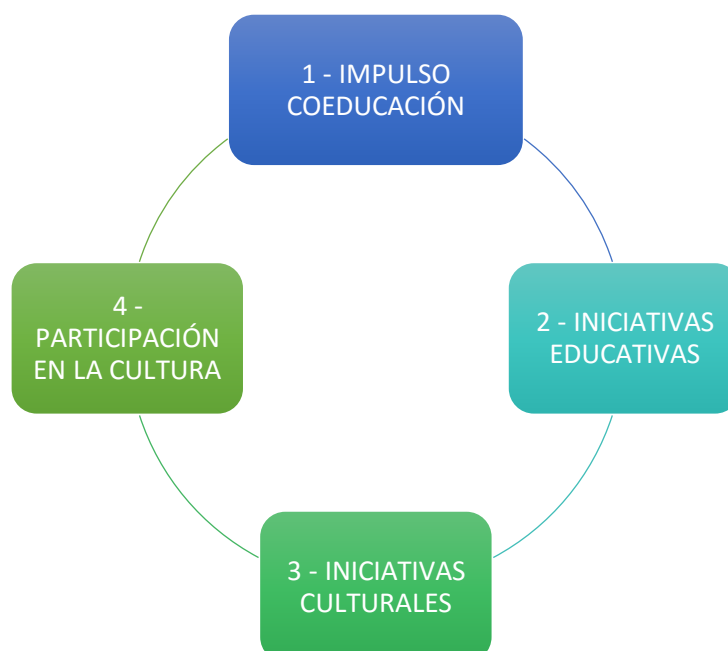 1 - IMPULSO
COEDUCACIÓN
2 - INICIATIVAS
EDUCATIVAS
3 - INICIATIVAS
CULTURALES
4 -
PARTICIPACIÓN
EN LA CULTURA